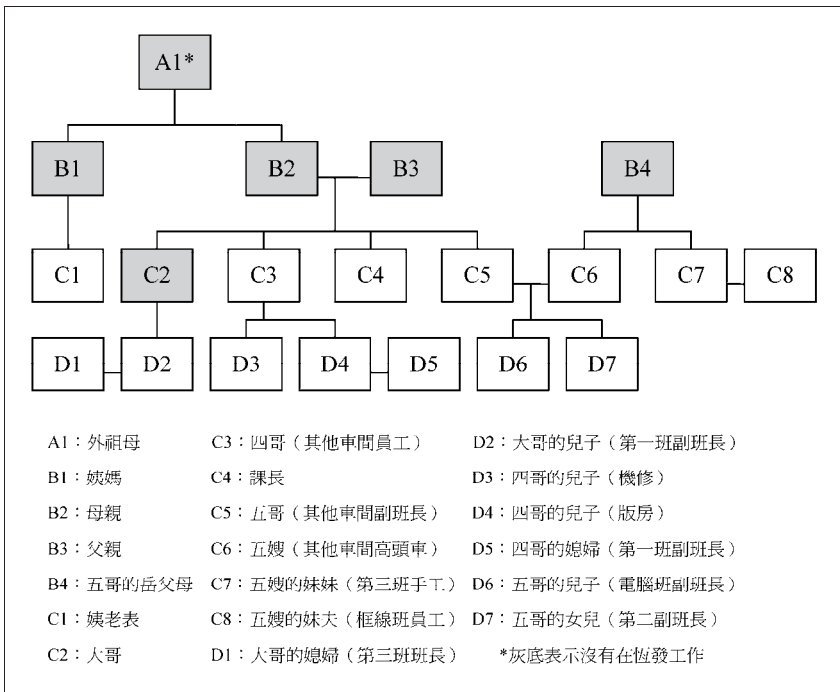 A1*
B1 B2 B3 B4
C1 C2 C3 C4 C5 C6 C7 C8
D1 D2 D3 D4 D5 D6 D7
A1：外祖母 C3：四哥（其他車間員工） D2：大哥的兒子（第一班副班長）
B1：姨媽 C4：課長 D3：四哥的兒子（機修）
B2：母親 C5：五哥（其他車間副班長） D4：四哥的兒子（版房）
B3：父親 C6：五嫂（其他車間高頭車） D5：四哥的媳婦（第一班副班長）
B4：五哥的岳父母 C7：五嫂的妹妹（第三班手工） D6：五哥的兒子（電腦班副班長）
C1：姨老表 C8：五嫂的妹夫（框線班員工） D7：五哥的女兒（第二副班長）
C2：大哥 D1：大哥的媳婦（第三班班長） *灰底表示沒有在恆發工作